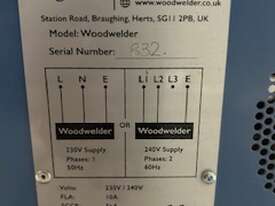 www.woodwelder.co.uk
Station Road, Braughing, Herts, SG11 2PB, UK
Model: Woodwelder
Serial Number: 832
L N E L1 L2 L3 E
Woodwelder OR Woodwelder
230V Supply 240V Supply
Phases: 1 Phases: 2
50Hz 60Hz
Volts 230V / 240V
FLA: 10A